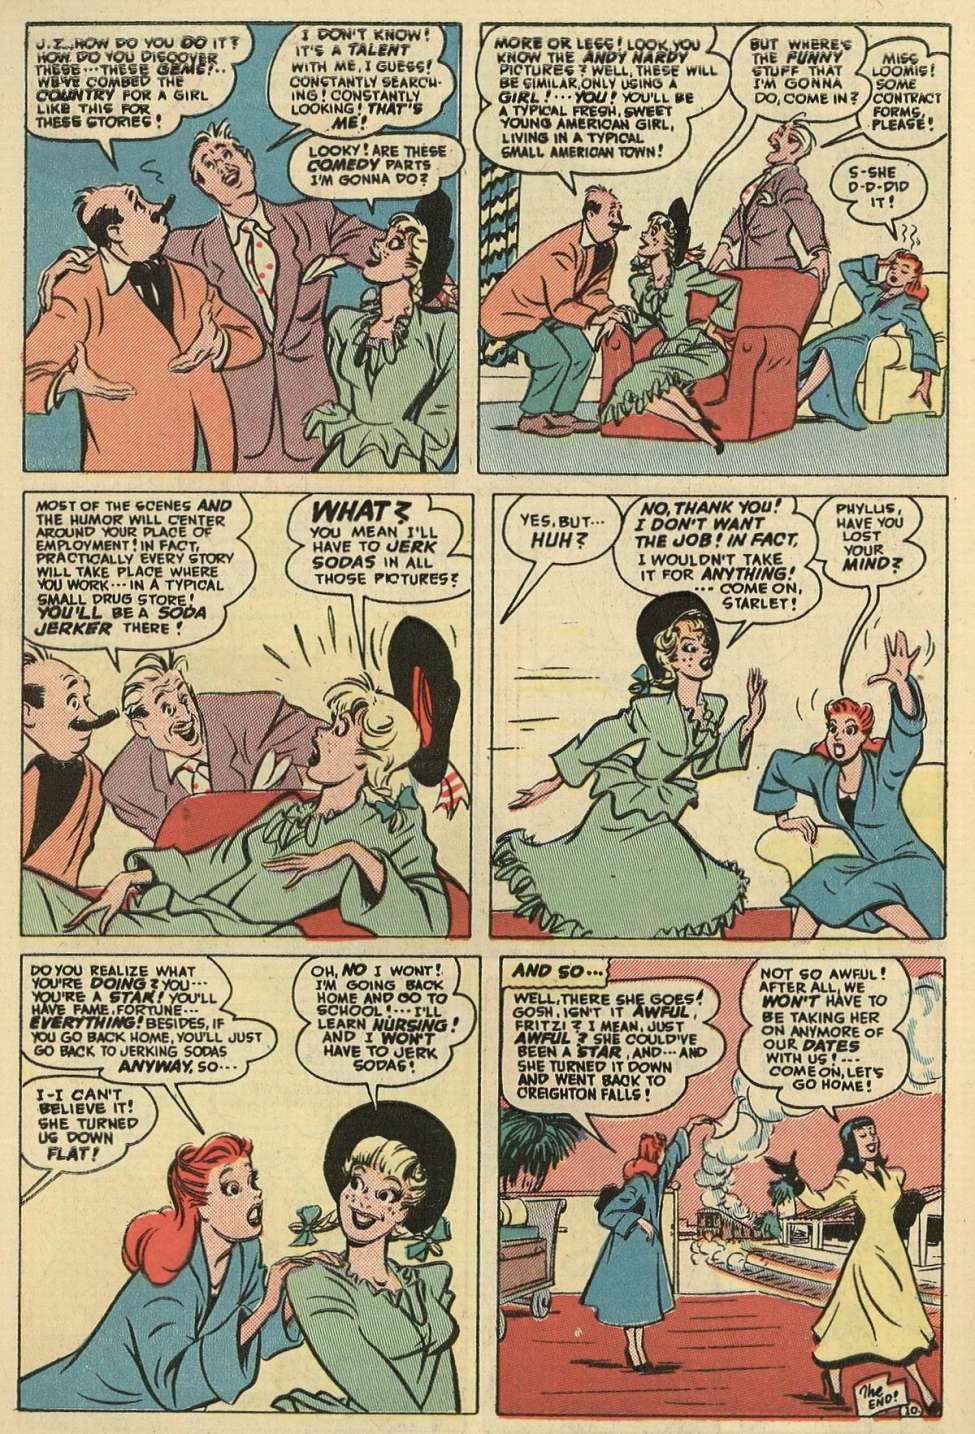 J.Z., HOW DO YOU DO IT?
HOW DO YOU DISCOVER
THESE---THESE GEMS!--
WE'VE COMBED THE
COUNTRY FOR A GIRL
LIKE THIS FOR
THESE STORIES!
I DON'T KNOW!
IT'S A TALENT
WITH ME, I GUESS!
CONSTANTLY SEARCH-
ING! CONSTANTLY
LOOKING! THAT'S
ME!
LOOKY! ARE THESE
COMEDY PARTS
I'M GONNA DO?
MORE OR LESS! LOOK, YOU
KNOW THE ANDY HARDY
PICTURES? WELL, THESE WILL
BE SIMILAR, ONLY USING A
GIRL!---YOU! YOU'LL BE
A TYPICAL FRESH, SWEET
YOUNG AMERICAN GIRL,
LIVING IN A TYPICAL
SMALL AMERICAN TOWN!
BUT WHERE'S
THE FUNNY
STUFF THAT
I'M GONNA
DO, COME IN?
MISS
LOOMIS!
SOME
CONTRACT
FORMS,
PLEASE!
S-SHE
D-D-DID
IT!
??
MOST OF THE SCENES AND
THE HUMOR WILL CENTER
AROUND YOUR PLACE OF
EMPLOYMENT! IN FACT,
PRACTICALLY EVERY STORY
WILL TAKE PLACE WHERE
YOU WORK---IN A TYPICAL
SMALL DRUG STORE!
YOU'LL BE A SODA
JERKER THERE!
WHAT?
YOU MEAN I'LL
HAVE TO JERK
SODAS IN ALL
THOSE PICTURES?
YES, BUT---
HUH?
NO, THANK YOU!
I DON'T WANT
THE JOB! IN FACT,
I WOULDN'T TAKE
IT FOR ANYTHING!
---COME ON,
STARLET!
PHYLLIS,
HAVE YOU
LOST
YOUR
MIND?
DO YOU REALIZE WHAT
YOU'RE DOING? YOU---
YOU'RE A STAR! YOU'LL
HAVE FAME, FORTUNE---
EVERYTHING! BESIDES, IF
YOU GO BACK HOME, YOU'LL JUST
GO BACK TO JERKING SODAS
ANYWAY, SO---
I-I CAN'T
BELIEVE IT!
SHE TURNED
US DOWN
FLAT!
OH, NO I WONT!
I'M GOING BACK
HOME AND GO TO
SCHOOL!---I'LL
LEARN NURSING!
AND I WON'T
HAVE TO JERK
SODAS!
AND SO---
WELL, THERE SHE GOES!
GOSH, ISN'T IT AWFUL,
FRITZI? I MEAN, JUST
AWFUL? SHE COULD'VE
BEEN A STAR, AND---AND
SHE TURNED IT DOWN
AND WENT BACK TO
CREIGHTON FALLS!
NOT SO AWFUL!
AFTER ALL, WE
WON'T HAVE TO
BE TAKING HER
ON ANYMORE OF
OUR DATES
WITH US!---
COME ON, LET'S
GO HOME!
The
END!
10